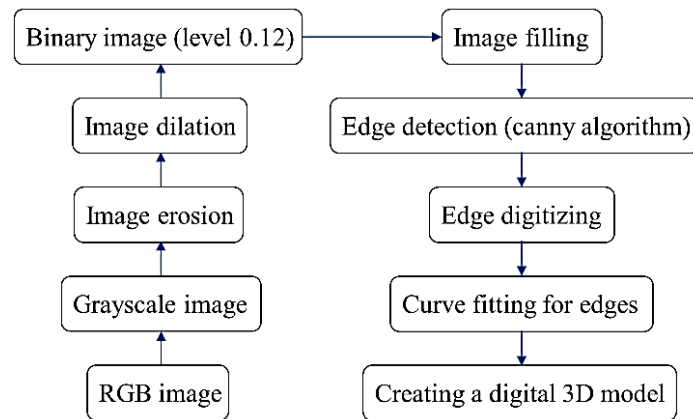 Binary image (level 0.12)
Image filling
Image dilation
Edge detection (canny algorithm)
Image erosion
Edge digitizing
Grayscale image
Curve fitting for edges
RGB image
Creating a digital 3D model